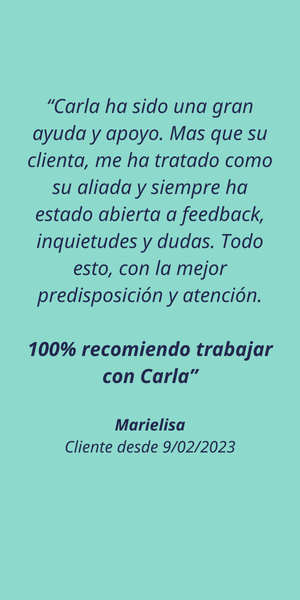 “Carla ha sido una gran
ayuda y apoyo. Mas que su
clienta, me ha tratado como
su aliada y siempre ha
estado abierta a feedback,
inquietudes y dudas. Todo
esto, con la mejor
predisposición y atención.
100% recomiendo trabajar
con Carla”
Marielisa
Cliente desde 9/02/2023